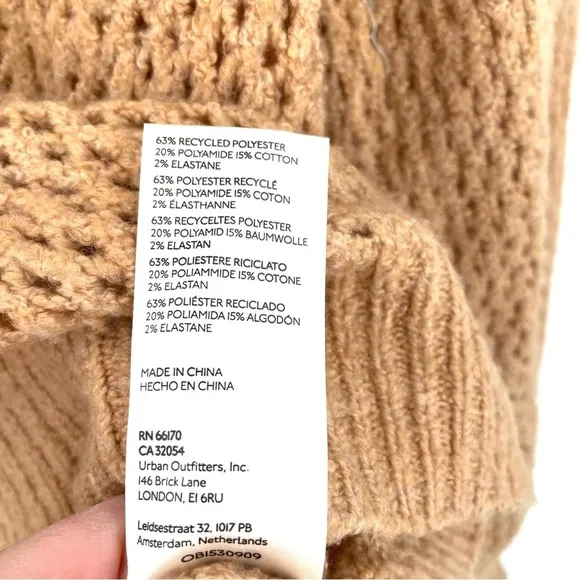 63% RECYCLED POLYESTER
20% POLYAMIDE 15% COTTON
2% ELASTANE
63% POLYESTER RECYCLÉ
20% POLYAMIDE 15% COTON
2% ÉLASTHANNE
63% RECYCELTES POLYESTER
20% POLYAMID 15% BAUMWOLLE
2% ELASTAN
63% POLIESTERE RICICLATO
20% POLIAMMIDE 15% COTONE
2% ELASTAN
63% POLIÉSTER RECICLADO
20% POLIAMIDA 15% ALGODÓN
2% ELASTANE
MADE IN CHINA
HECHO EN CHINA
RN 66170
CA 32054
Urban Outfitters, Inc.
146 Brick Lane
LONDON, E1 6RU
Leidsestraat 32, 1017 PB
Amsterdam, Netherlands
OB1530909